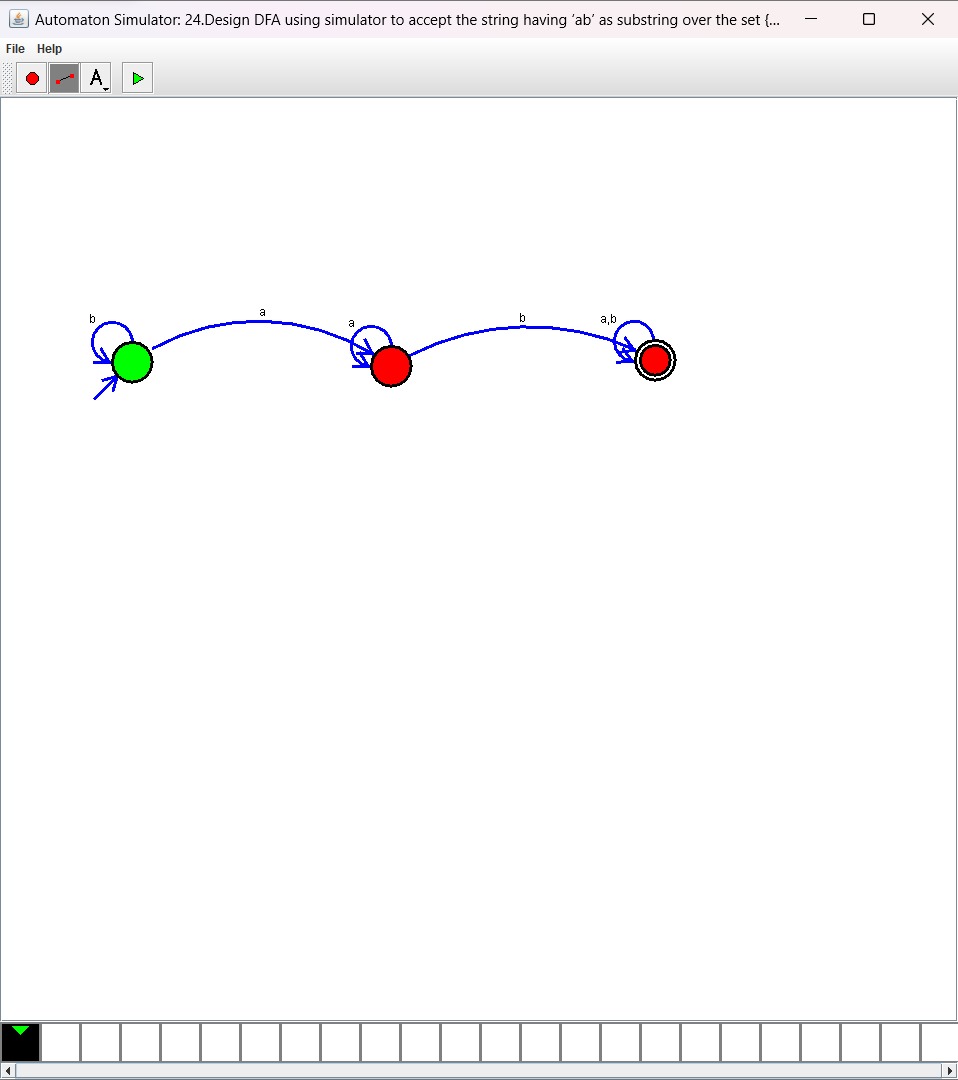 Automaton Simulator: 24.Design DFA using simulator to accept the string having ‘ab’ as substring over the set {...
File Help
A
b a a b a,b